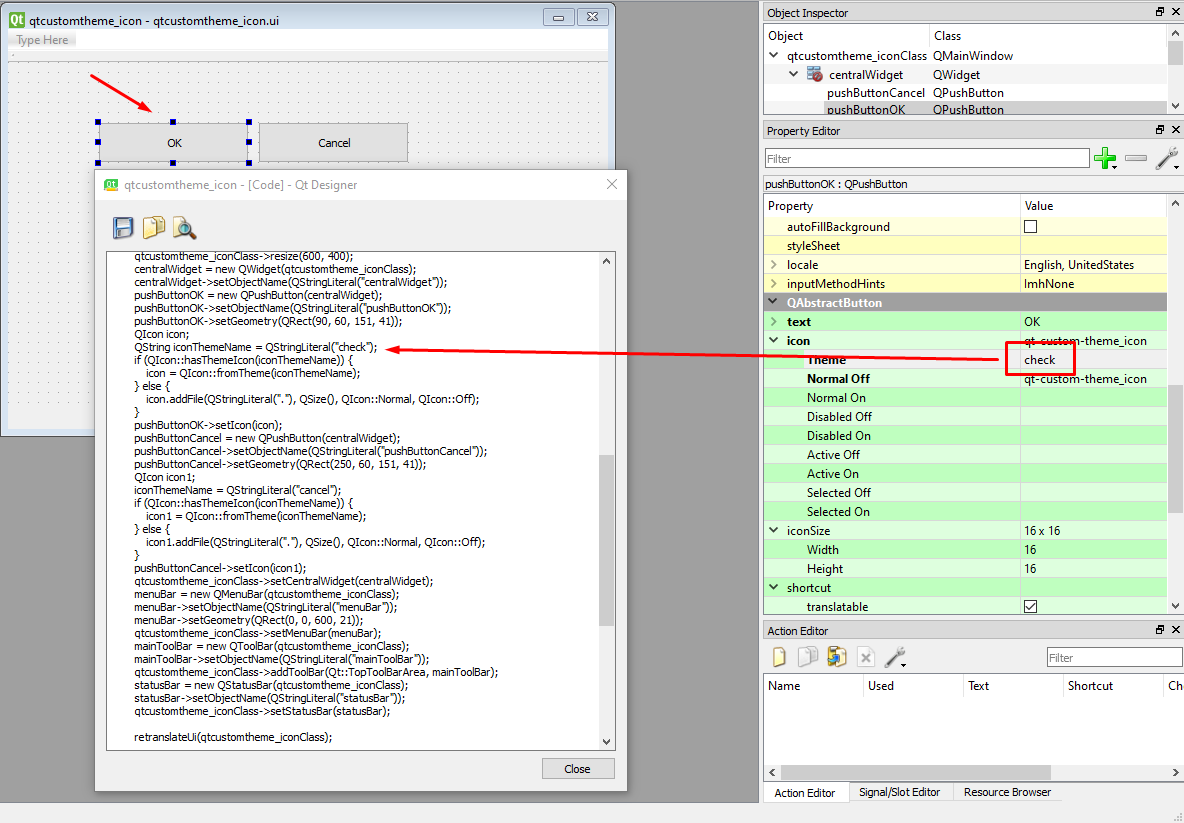 qtcustomtheme_icon - qtcustomtheme_icon.ui
Type Here
OK
Cancel
qtcustomtheme_icon - [Code] - Qt Designer
qtcustomtheme_iconClass->resize(600, 400);
centralWidget = new QWidget(qtcustomtheme_iconClass);
centralWidget->setObjectName(QStringLiteral("centralWidget"));
pushButtonOK = new QPushButton(centralWidget);
pushButtonOK->setObjectName(QStringLiteral("pushButtonOK"));
pushButtonOK->setGeometry(QRect(90, 60, 151, 41));
QIcon icon;
QString iconThemeName = QStringLiteral("check");
if (QIcon::hasThemeIcon(iconThemeName)) {
icon = QIcon::fromTheme(iconThemeName);
} else {
icon.addFile(QStringLiteral("."), QSize(), QIcon::Normal, QIcon::Off);
}
pushButtonOK->setIcon(icon);
pushButtonCancel = new QPushButton(centralWidget);
pushButtonCancel->setObjectName(QStringLiteral("pushButtonCancel"));
pushButtonCancel->setGeometry(QRect(250, 60, 151, 41));
QIcon icon1;
iconThemeName = QStringLiteral("cancel");
if (QIcon::hasThemeIcon(iconThemeName)) {
icon1 = QIcon::fromTheme(iconThemeName);
} else {
icon1.addFile(QStringLiteral("."), QSize(), QIcon::Normal, QIcon::Off);
}
pushButtonCancel->setIcon(icon1);
qtcustomtheme_iconClass->setCentralWidget(centralWidget);
menuBar = new QMenuBar(qtcustomtheme_iconClass);
menuBar->setObjectName(QStringLiteral("menuBar"));
menuBar->setGeometry(QRect(0, 0, 600, 21));
qtcustomtheme_iconClass->setMenuBar(menuBar);
mainToolBar = new QToolBar(qtcustomtheme_iconClass);
mainToolBar->setObjectName(QStringLiteral("mainToolBar"));
qtcustomtheme_iconClass->addToolBar(Qt::TopToolBarArea, mainToolBar);
statusBar = new QStatusBar(qtcustomtheme_iconClass);
statusBar->setObjectName(QStringLiteral("statusBar"));
qtcustomtheme_iconClass->setStatusBar(statusBar);
retranslateUi(qtcustomtheme_iconClass);
Close
Object Inspector
Object Class
qtcustomtheme_iconClass QMainWindow
centralWidget QWidget
pushButtonCancel QPushButton
pushButtonOK QPushButton
Property Editor
Filter
pushButtonOK : QPushButton
Property Value
autoFillBackground
styleSheet
locale English, UnitedStates
inputMethodHints ImhNone
QAbstractButton
text OK
icon qt-custom-theme_icon
Theme check
Normal Off qt-custom-theme_icon
Normal On
Disabled Off
Disabled On
Active Off
Active On
Selected Off
Selected On
iconSize 16 x 16
Width 16
Height 16
shortcut
translatable
Action Editor
Filter
Name Used Text Shortcut Ch
Action Editor Signal/Slot Editor Resource Browser